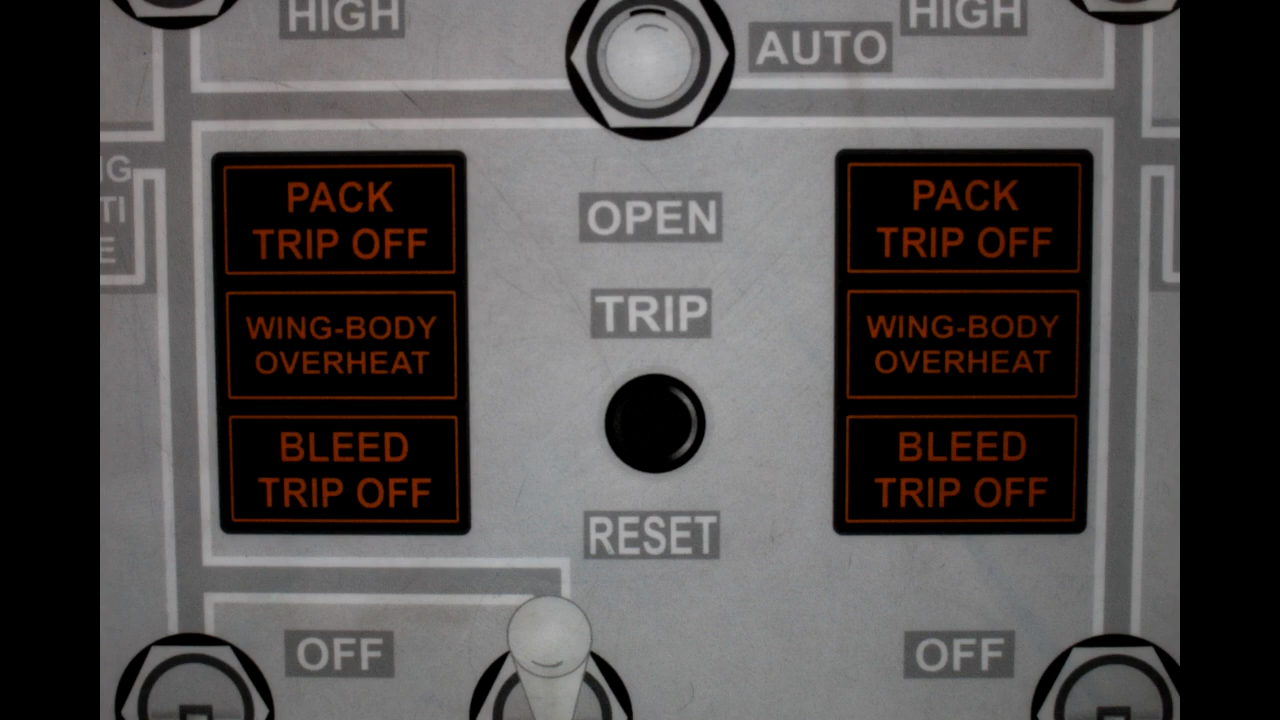 HIGH
HIGH
AUTO
PACK
TRIP OFF
WING-BODY
OVERHEAT
BLEED
TRIP OFF
OPEN
TRIP
RESET
PACK
TRIP OFF
WING-BODY
OVERHEAT
BLEED
TRIP OFF
OFF
OFF